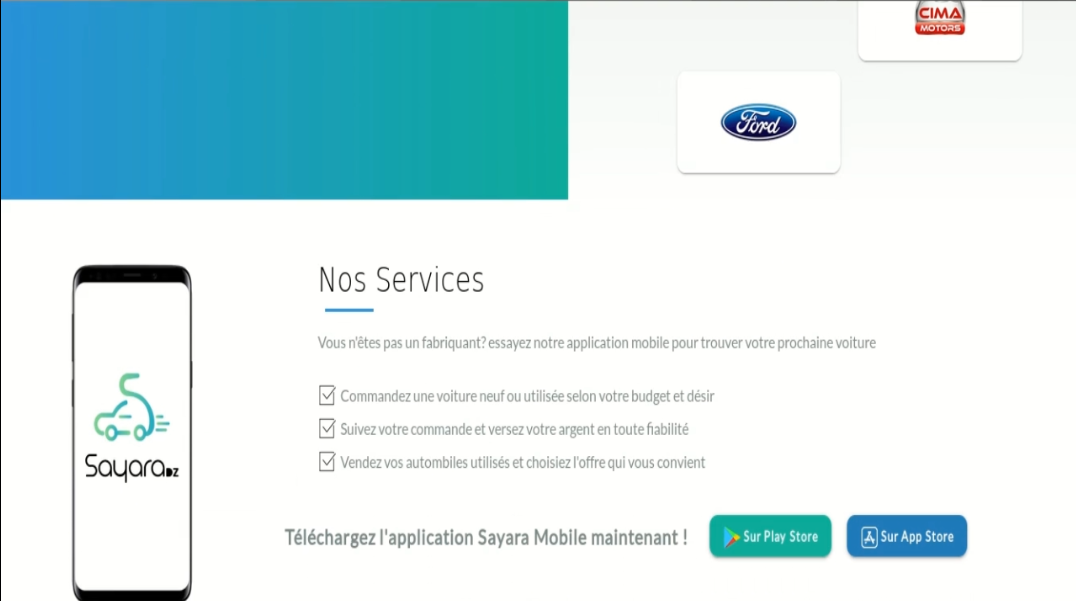 CIMA
MOTORS
Ford
Nos Services
Vous n'êtes pas un fabriquant? essayez notre application mobile pour trouver votre prochaine voiture
Commandez une voiture neuf ou utilisée selon votre budget et désir
Suivez votre commande et versez votre argent en toute fiabilité
Vendez vos autombiles utilisés et choisiez l'offre qui vous convient
SayaraDZ
Téléchargez l'application Sayara Mobile maintenant !
Sur Play Store
Sur App Store